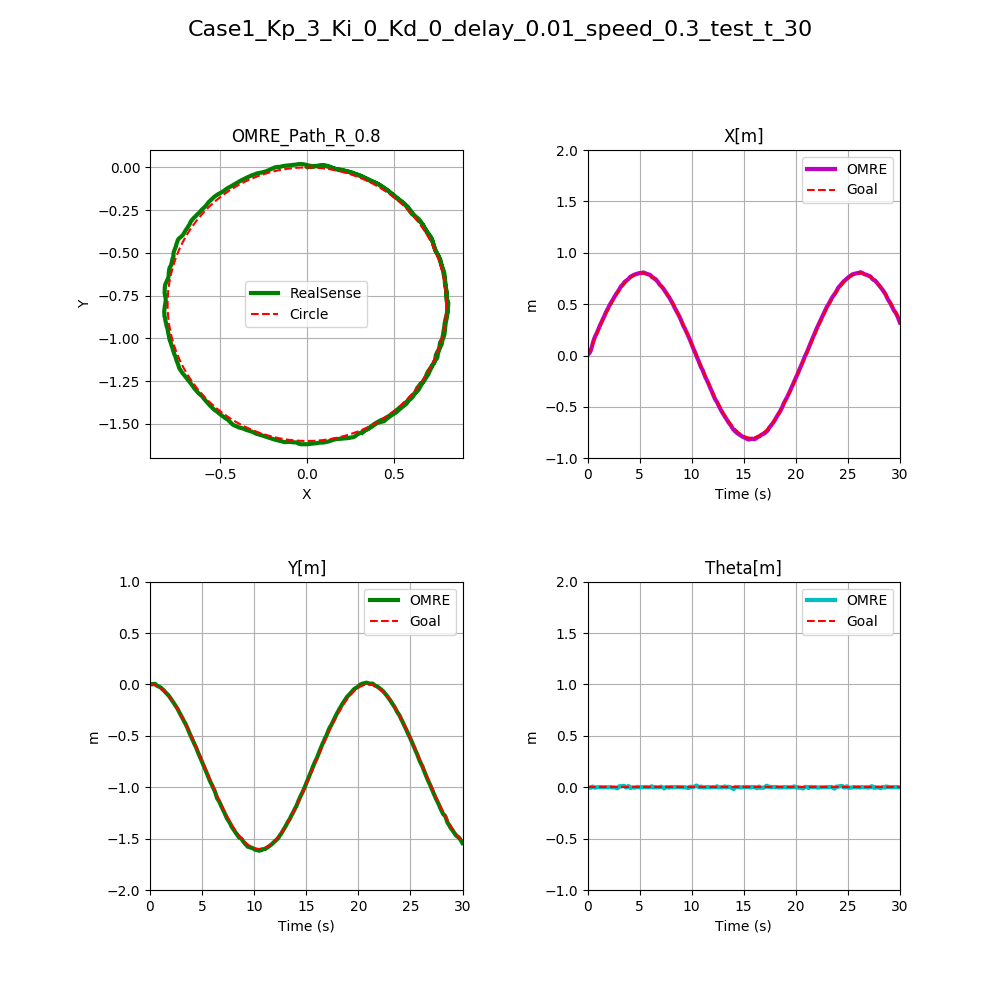 Case1_Kp_3_Ki_0_Kd_0_delay_0.01_speed_0.3_test_t_30
OMRE_Path_R_0.8
0.00
−0.25
−0.50
−0.75
−1.00
−1.25
−1.50
Y
RealSense
Circle
−0.5
0.0
0.5
X
X[m]
2.0
1.5
1.0
0.5
0.0
−0.5
−1.0
m
OMRE
Goal
0
5
10
15
20
25
30
Time (s)
Y[m]
1.0
0.5
0.0
−0.5
−1.0
−1.5
−2.0
m
OMRE
Goal
0
5
10
15
20
25
30
Time (s)
Theta[m]
2.0
1.5
1.0
0.5
0.0
−0.5
−1.0
m
OMRE
Goal
0
5
10
15
20
25
30
Time (s)